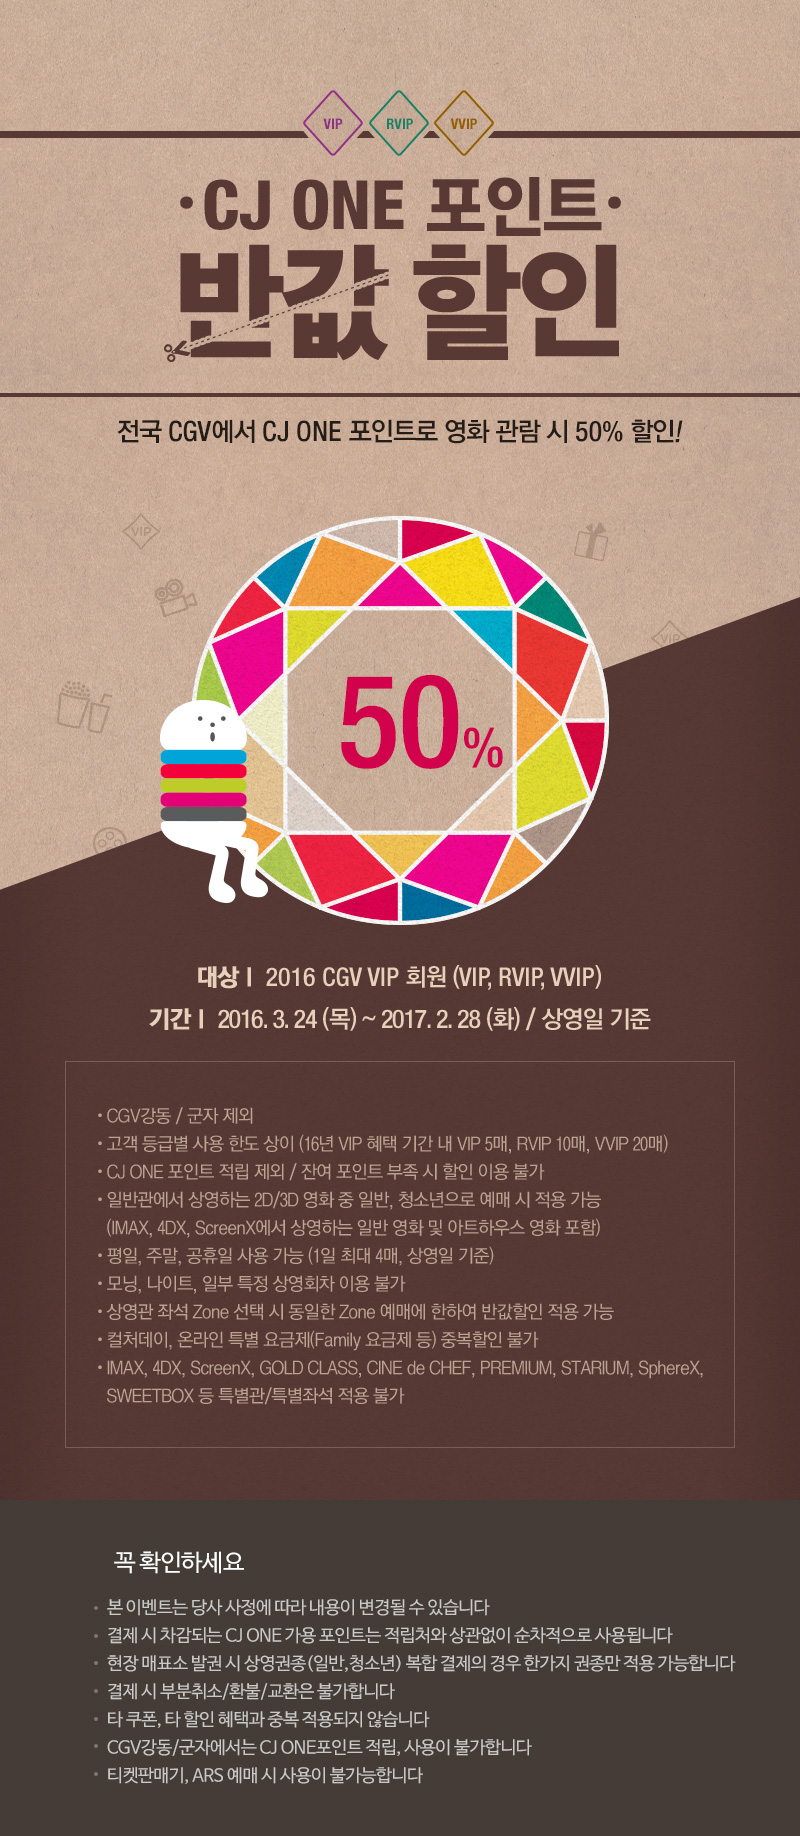 VIP RVIP VVIP
·CJ ONE 포인트·
반값 할인
전국 CGV에서 CJ ONE 포인트로 영화 관람 시 50% 할인!
VIP
VIP
50%
대상 I 2016 CGV VIP 회원 (VIP, RVIP, VVIP)
기간 I 2016. 3. 24 (목) ~ 2017. 2. 28 (화) / 상영일 기준
· CGV강동 / 군자 제외
· 고객 등급별 사용 한도 상이 (16년 VIP 혜택 기간 내 VIP 5매, RVIP 10매, VVIP 20매)
· CJ ONE 포인트 적립 제외 / 잔여 포인트 부족 시 할인 이용 불가
· 일반관에서 상영하는 2D/3D 영화 중 일반, 청소년으로 예매 시 적용 가능
(IMAX, 4DX, ScreenX에서 상영하는 일반 영화 및 아트하우스 영화 포함)
· 평일, 주말, 공휴일 사용 가능 (1일 최대 4매, 상영일 기준)
· 모닝, 나이트, 일부 특정 상영회차 이용 불가
· 상영관 좌석 Zone 선택 시 동일한 Zone 예매에 한하여 반값할인 적용 가능
· 컬처데이, 온라인 특별 요금제(Family 요금제 등) 중복할인 불가
· IMAX, 4DX, ScreenX, GOLD CLASS, CINE de CHEF, PREMIUM, STARIUM, SphereX,
SWEETBOX 등 특별관/특별좌석 적용 불가
꼭 확인하세요
· 본 이벤트는 당사 사정에 따라 내용이 변경될 수 있습니다
· 결제 시 차감되는 CJ ONE 가용 포인트는 적립처와 상관없이 순차적으로 사용됩니다
· 현장 매표소 발권 시 상영권종(일반,청소년) 복합 결제의 경우 한가지 권종만 적용 가능합니다
· 결제 시 부분취소/환불/교환은 불가합니다
· 타 쿠폰, 타 할인 혜택과 중복 적용되지 않습니다
· CGV강동/군자에서는 CJ ONE포인트 적립, 사용이 불가합니다
· 티켓판매기, ARS 예매 시 사용이 불가능합니다